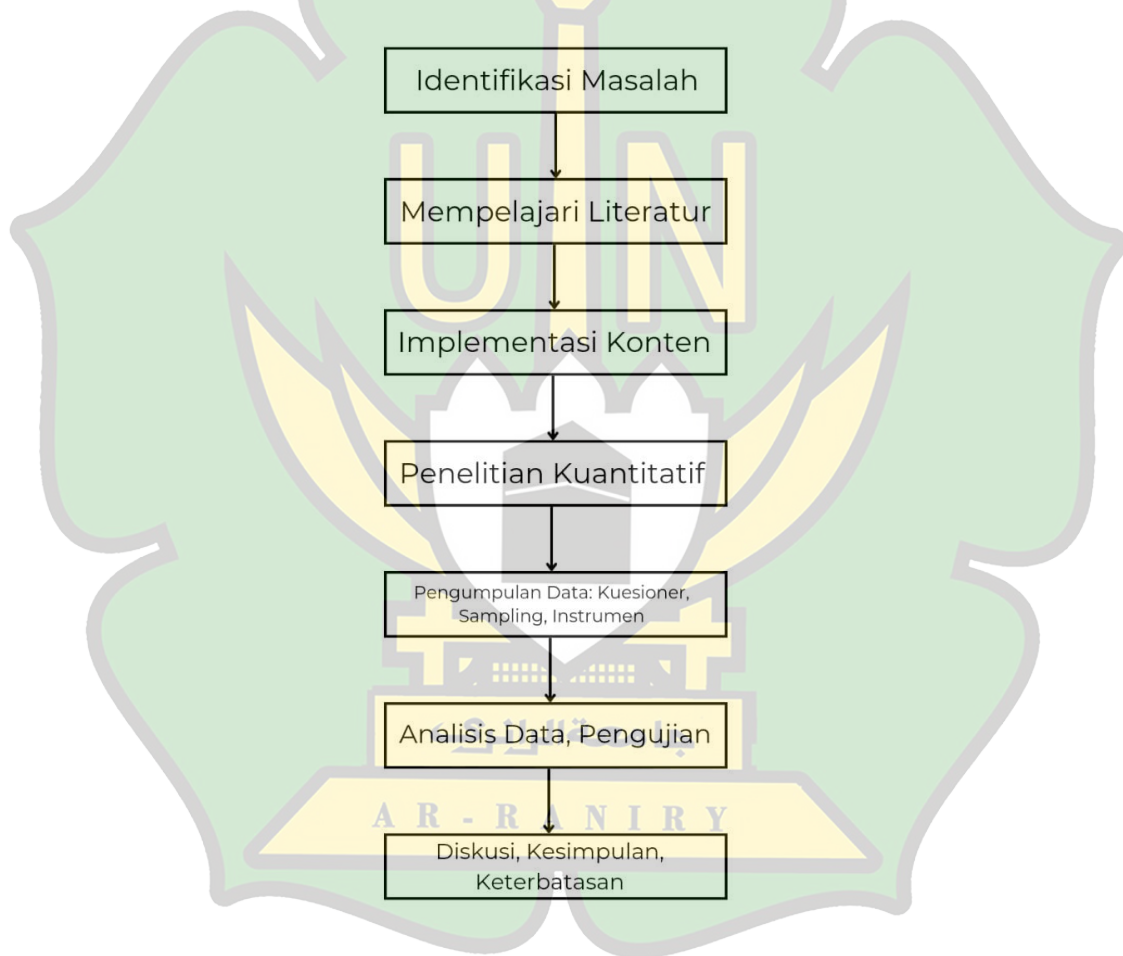 Identifikasi Masalah
UIN
Mempelajari Literatur
Implementasi Konten
Penelitian Kuantitatif
Pengumpulan Data: Kuesioner,
Sampling, Instrumen
Analisis Data, Pengujian
AR-RANIRY
Diskusi, Kesimpulan,
Keterbatasan